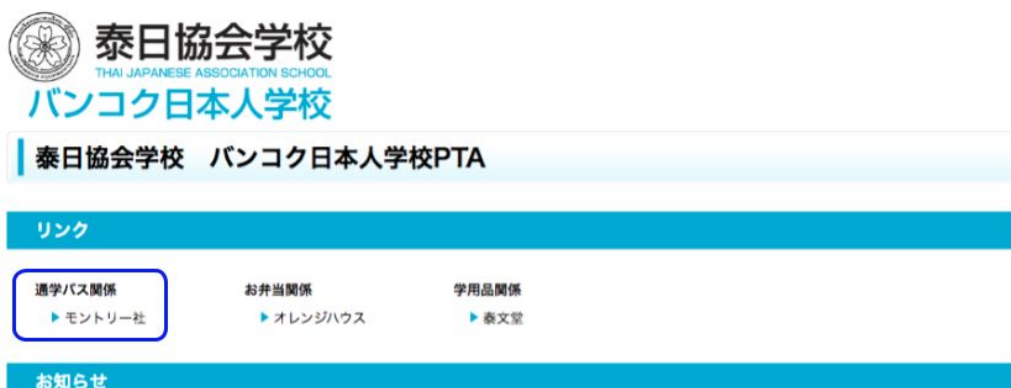 泰日協会学校
THAI JAPANESE ASSOCIATION SCHOOL
バンコク日本人学校
泰日協会学校　バンコク日本人学校PTA
リンク
通学バス関係　お弁当関係　学用品関係
モントリー社　オレンジハウス　泰文堂
お知らせ